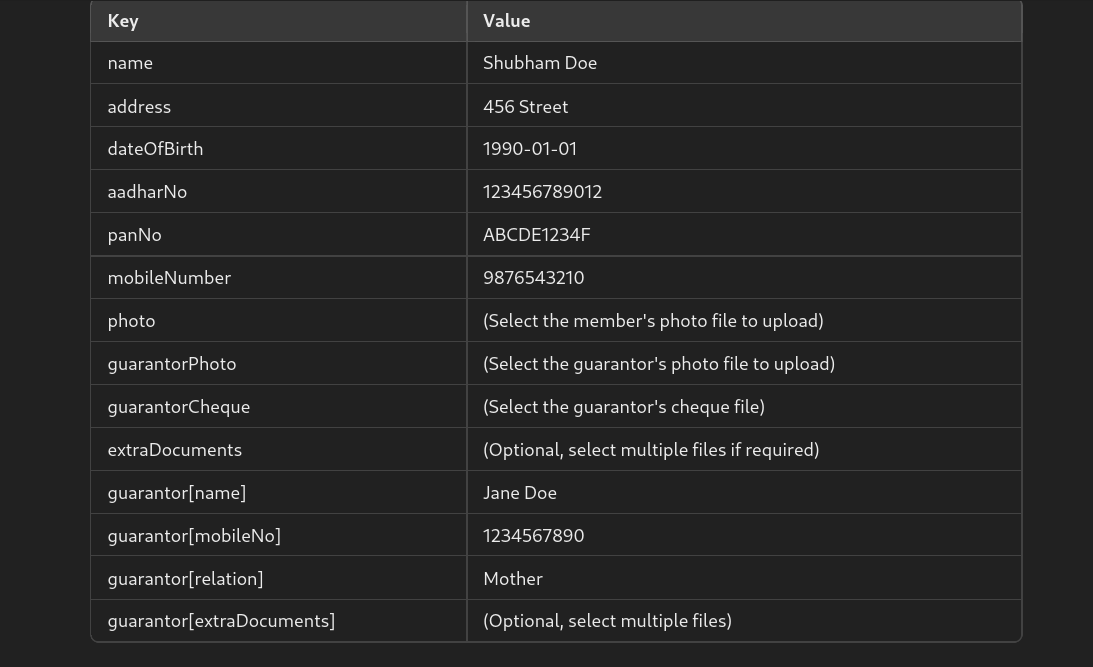 Key Value
name Shubham Doe
address 456 Street
dateOfBirth 1990-01-01
aadharNo 123456789012
panNo ABCDE1234F
mobileNumber 9876543210
photo (Select the member's photo file to upload)
guarantorPhoto (Select the guarantor's photo file to upload)
guarantorCheque (Select the guarantor's cheque file)
extraDocuments (Optional, select multiple files if required)
guarantor[name] Jane Doe
guarantor[mobileNo] 1234567890
guarantor[relation] Mother
guarantor[extraDocuments] (Optional, select multiple files)